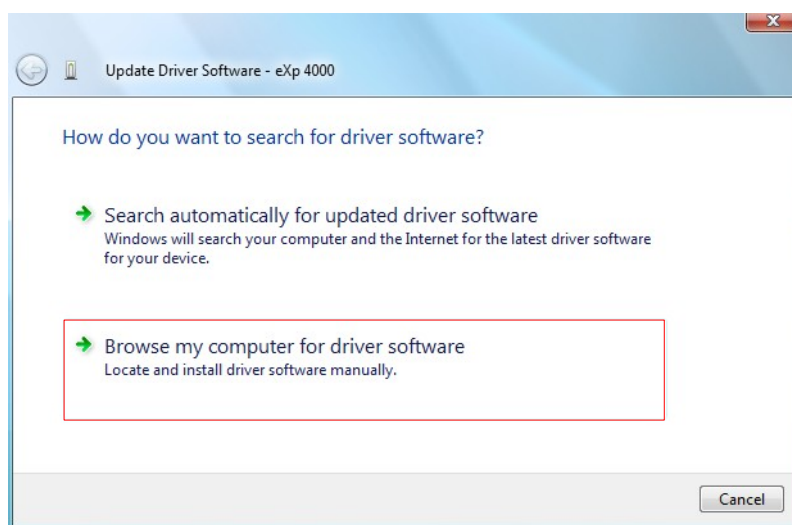 Update Driver Software - eXp 4000
How do you want to search for driver software?
Search automatically for updated driver software
Windows will search your computer and the Internet for the latest driver software
for your device.
Browse my computer for driver software
Locate and install driver software manually.
Cancel